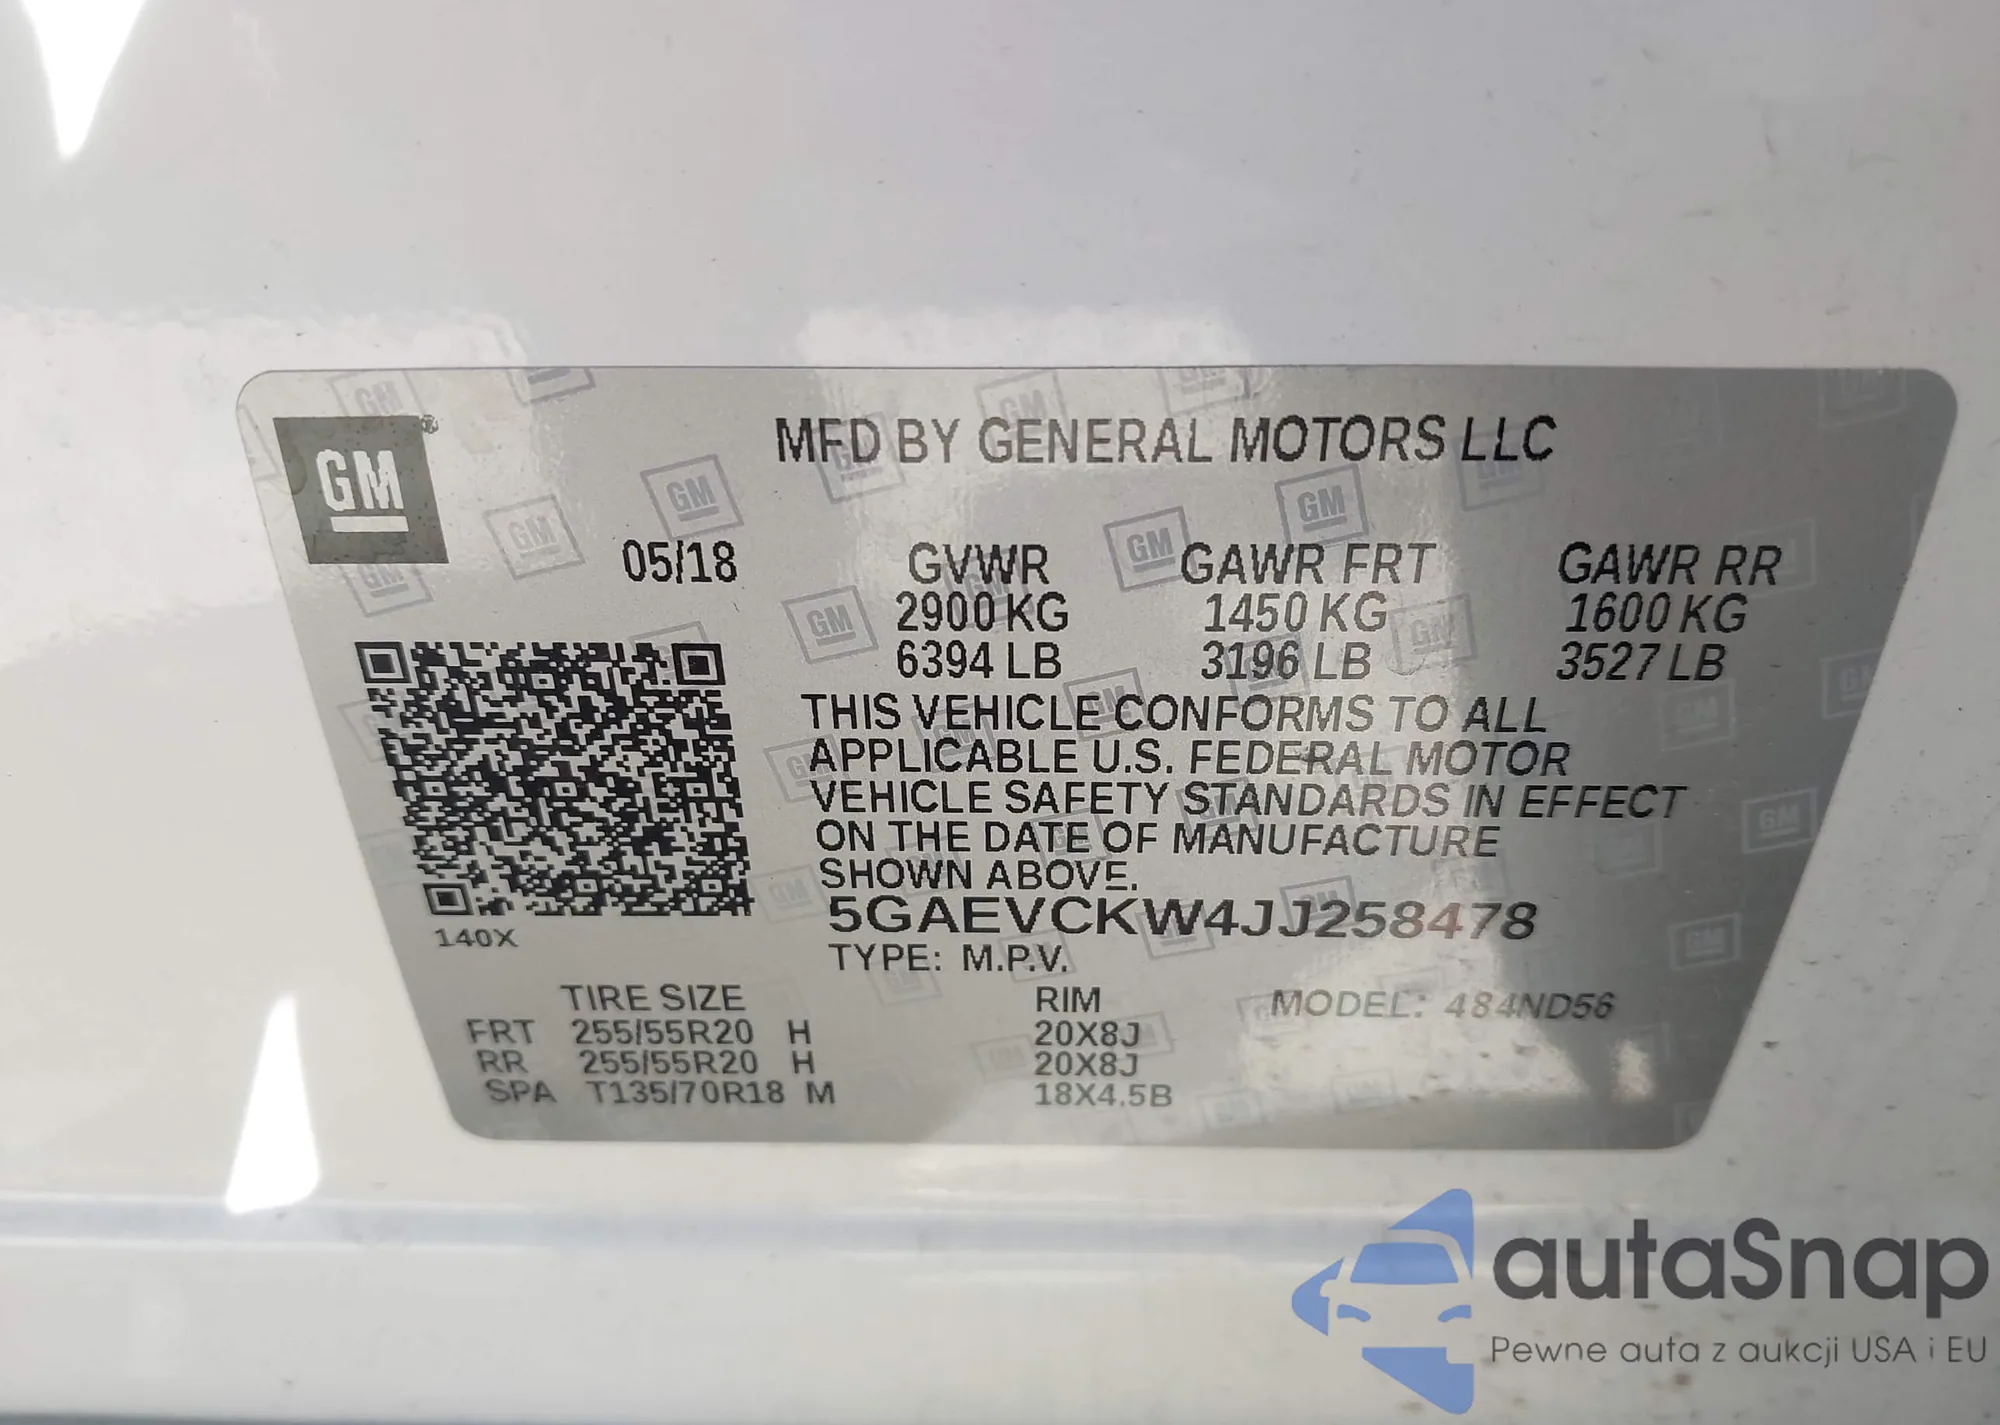 GM
MFD BY GENERAL MOTORS LLC
05/18 GVWR GAWR FRT GAWR RR
2900 KG 1450 KG 1600 KG
6394 LB 3196 LB 3527 LB
THIS VEHICLE CONFORMS TO ALL
APPLICABLE U.S. FEDERAL MOTOR
VEHICLE SAFETY STANDARDS IN EFFECT
ON THE DATE OF MANUFACTURE
SHOWN ABOVE.
5GAEVCKW4JJ258478
140X
TYPE: M.P.V.
TIRE SIZE RIM MODEL: 484ND56
FRT 255/55R20 H 20X8J
RR 255/55R20 H 20X8J
SPA T135/70R18 M 18X4.5B
autaSnap
Pewne auta z aukcji USA i EU